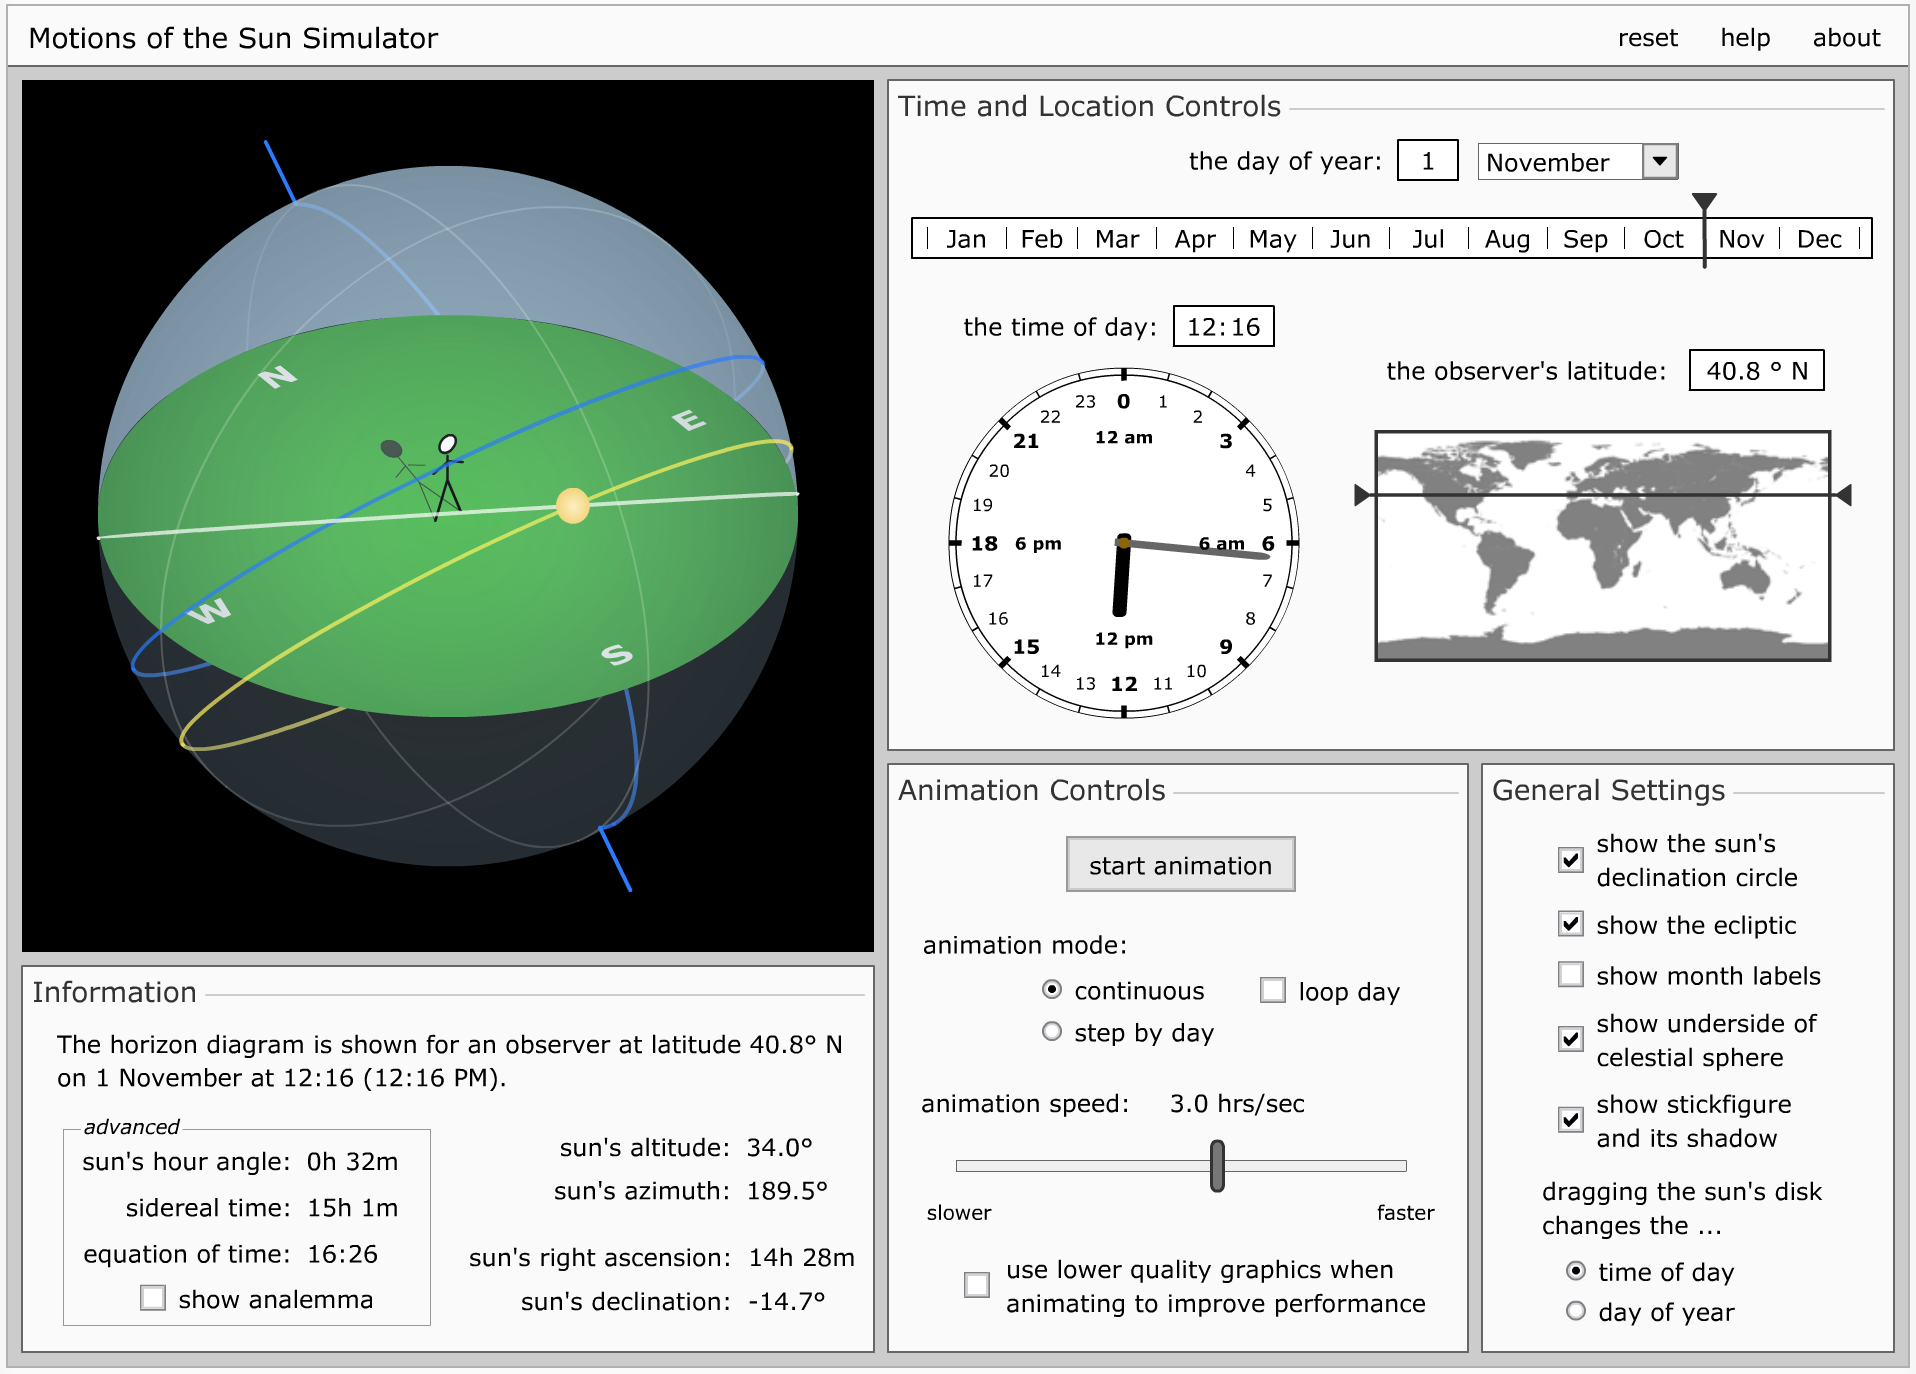 Motions of the Sun Simulator
reset help about
N
E
W
S
Time and Location Controls
the day of year: 1 November
Jan Feb Mar Apr May Jun Jul Aug Sep Oct Nov Dec
the time of day: 12:16
the observer's latitude: 40.8 ° N
0 1 2 3 4 5 6 7 8 9 10 11 12 13 14 15 16 17 18 19 20 21 22 23
12 am
6 pm
6 am
12 pm
Information
The horizon diagram is shown for an observer at latitude 40.8° N
on 1 November at 12:16 (12:16 PM).
advanced
sun's hour angle: 0h 32m
sidereal time: 15h 1m
equation of time: 16:26
show analemma
sun's altitude: 34.0°
sun's azimuth: 189.5°
sun's right ascension: 14h 28m
sun's declination: -14.7°
Animation Controls
start animation
animation mode:
continuous
loop day
step by day
animation speed: 3.0 hrs/sec
slower
faster
use lower quality graphics when
animating to improve performance
General Settings
show the sun's
declination circle
show the ecliptic
show month labels
show underside of
celestial sphere
show stickfigure
and its shadow
dragging the sun's disk
changes the ...
time of day
day of year